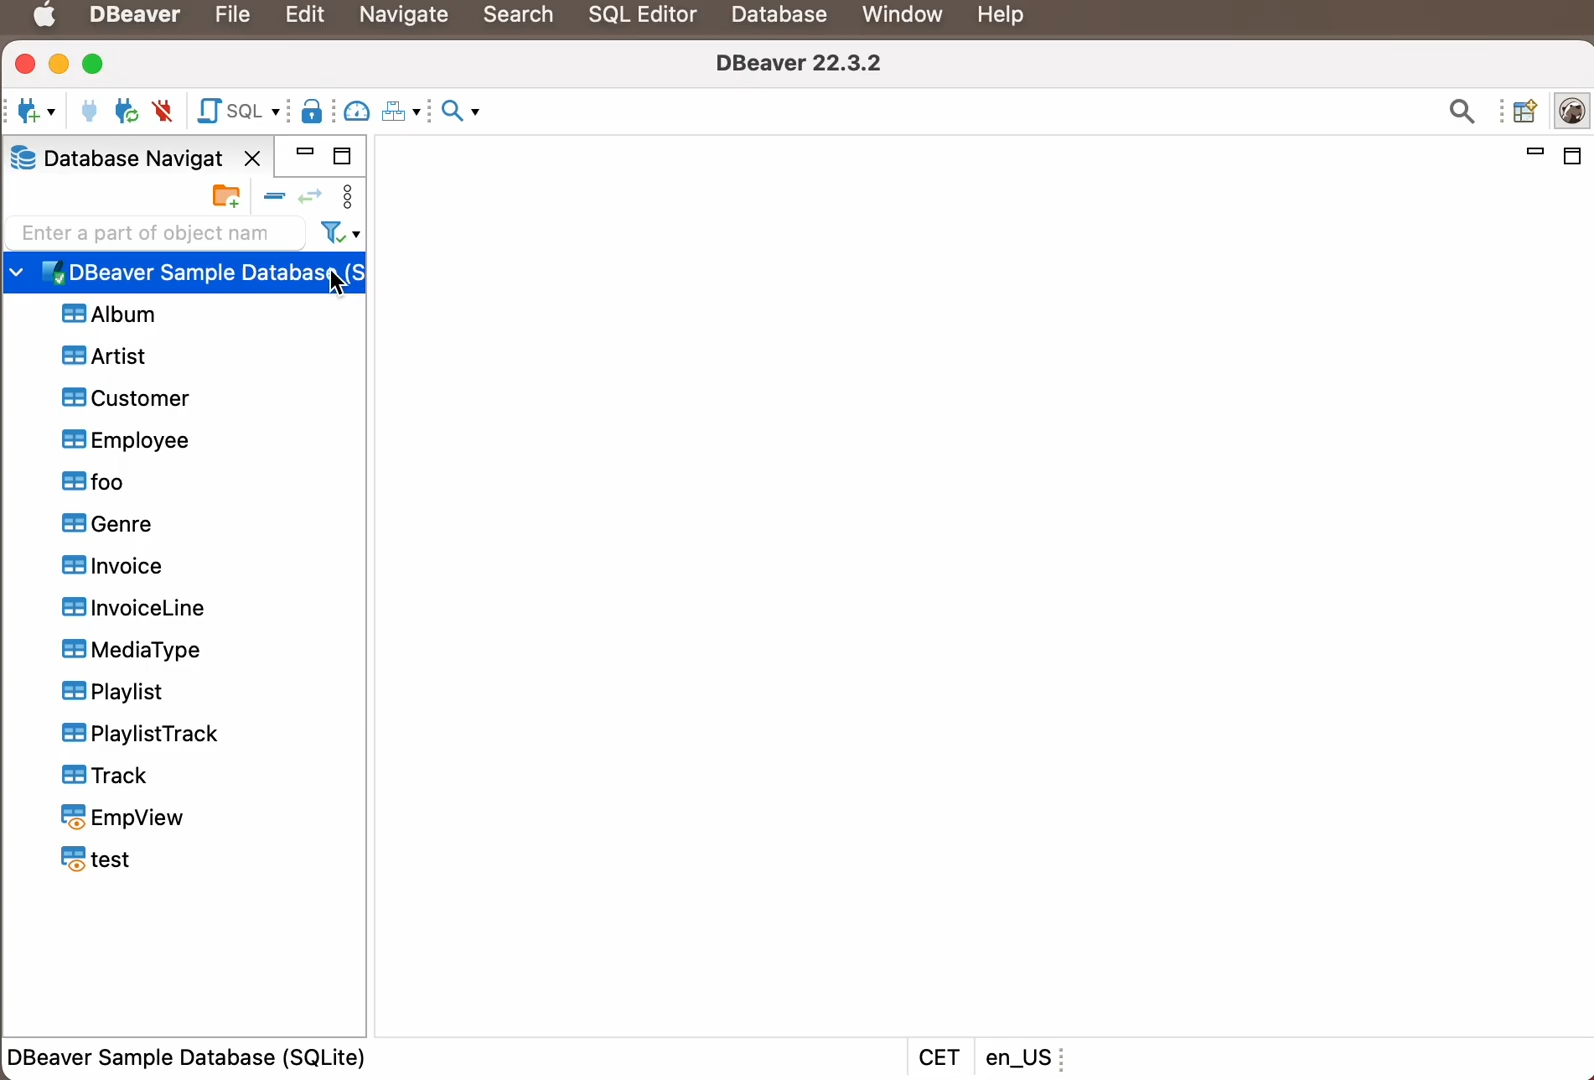 DBeaver File Edit Navigate Search SQL Editor Database Window Help
DBeaver 22.3.2
SQL
Database Navigat
Enter a part of object nam
DBeaver Sample Database (S
Album
Artist
Customer
Employee
foo
Genre
Invoice
InvoiceLine
MediaType
Playlist
PlaylistTrack
Track
EmpView
test
DBeaver Sample Database (SQLite) CET en_US